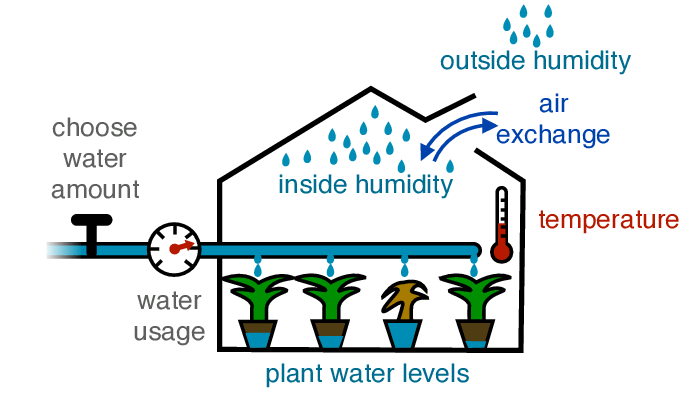 outside humidity
air
exchange
choose
water
amount
inside humidity
temperature
water
usage
plant water levels